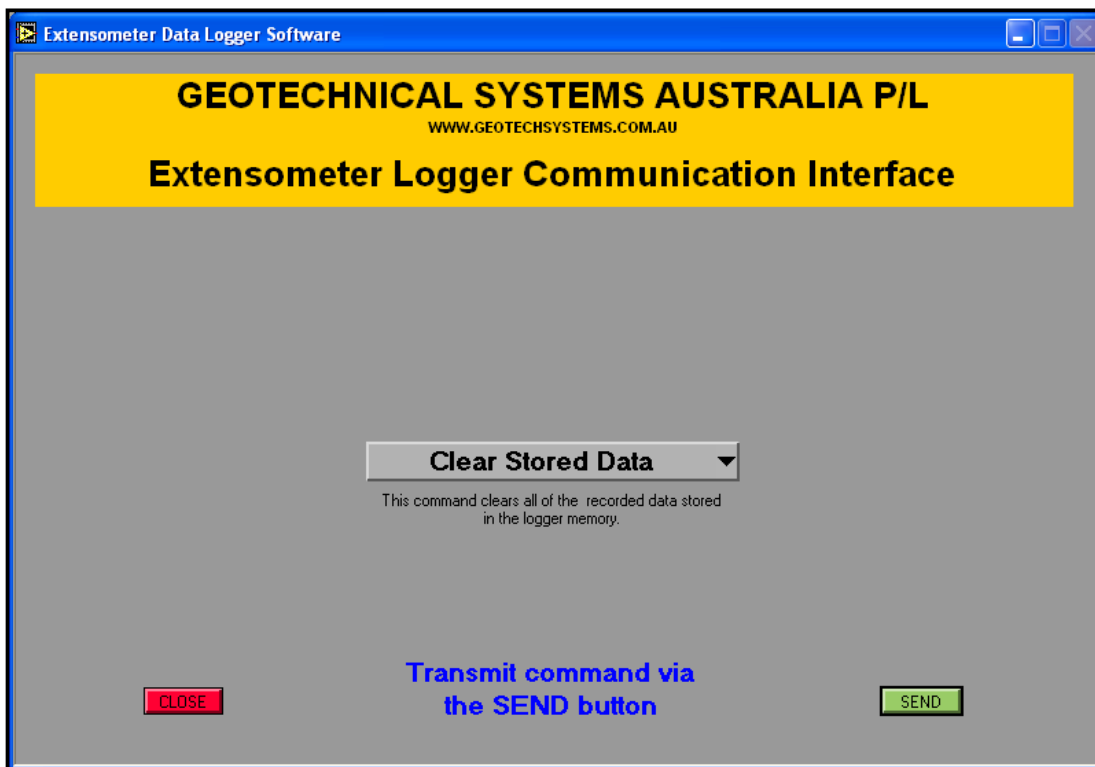 Extensometer Data Logger Software
GEOTECHNICAL SYSTEMS AUSTRALIA P/L
WWW.GEOTECHSYSTEMS.COM.AU
Extensometer Logger Communication Interface
Clear Stored Data
This command clears all of the recorded data stored
in the logger memory.
Transmit command via
the SEND button
CLOSE
SEND